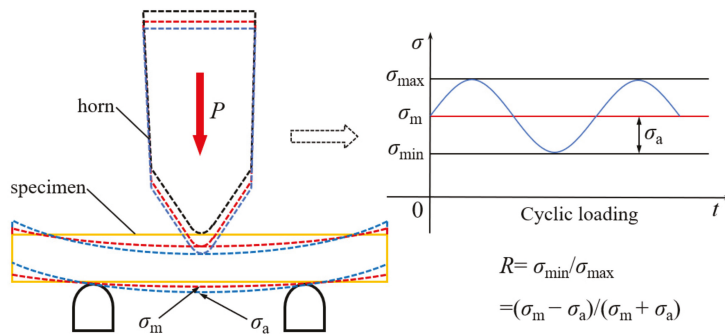 horn
P
specimen
σm
σa
σ
σmax
σm
σmin
σa
0
t
Cyclic loading
R= σmin/σmax
=(σm − σa)/(σm + σa)